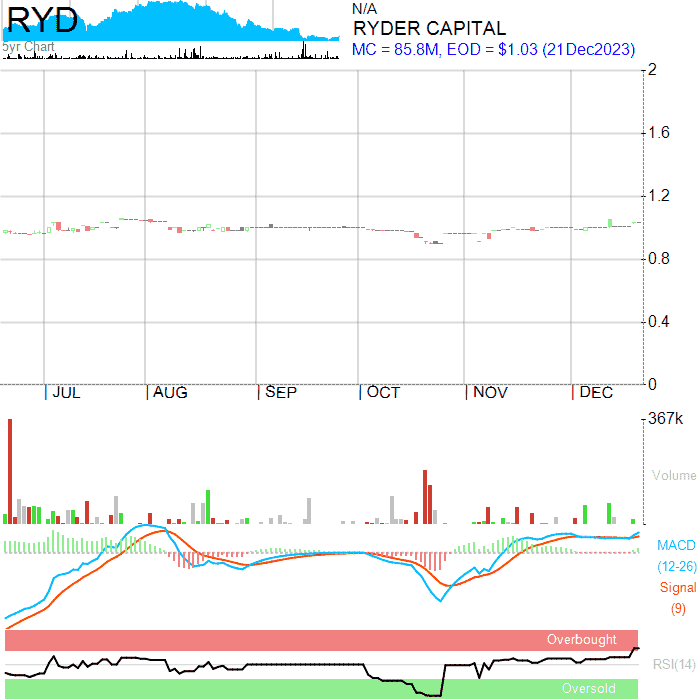 RYD
5yr Chart
N/A
RYDER CAPITAL
MC = 85.8M, EOD = $1.03 (21Dec2023)
2
1.6
1.2
0.8
0.4
0
JUL AUG SEP OCT NOV DEC
367k
Volume
MACD
(12-26)
Signal
(9)
Overbought
RSI(14)
Oversold